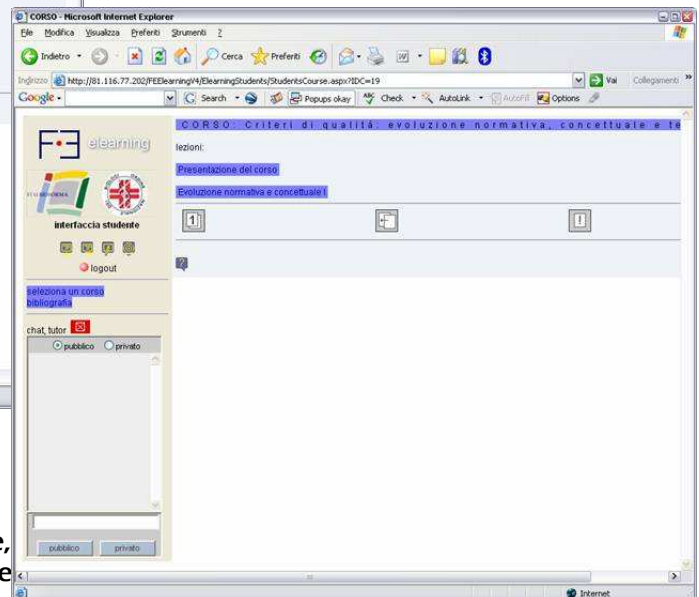 CORSO - Microsoft Internet Explorer
File Modifica Visualizza Preferiti Strumenti ?
Indietro Cerca Preferiti
Indirizzo http://81.116.77.202/FEElearningV4/ElearningStudents/StudentsCourse.aspx?IDC=19 Vai Collegamenti »
Google Search Popups okay Check AutoLink AutoFill Options
elearning
interfaccia studente
logout
seleziona un corso
bibliografia
chat, tutor
pubblico privato
pubblico privato
CORSO: Criteri di qualità: evoluzione normativa, concettuale e te
lezioni:
Presentazione del corso
Evoluzione normativa e concettuale I
1 !
?
e,
e
Internet